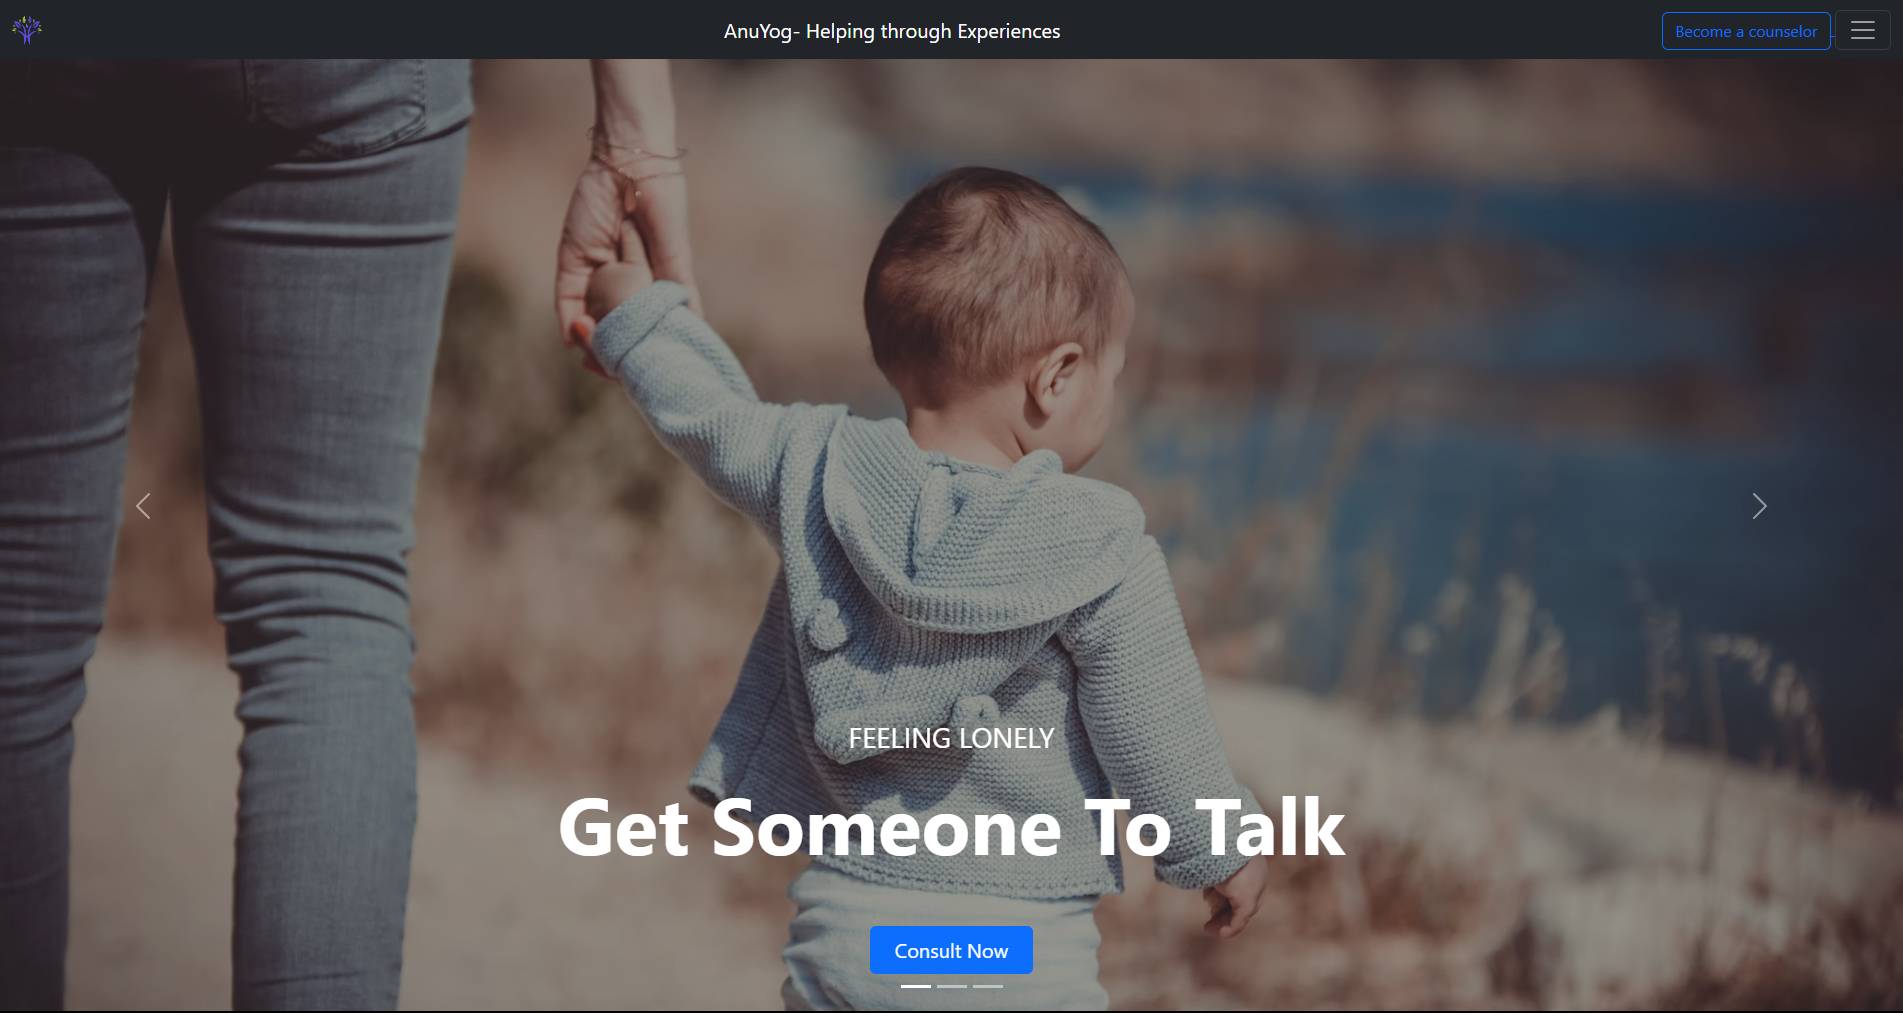 AnuYog- Helping through Experiences
Become a counselor
FEELING LONELY
Get Someone To Talk
Consult Now